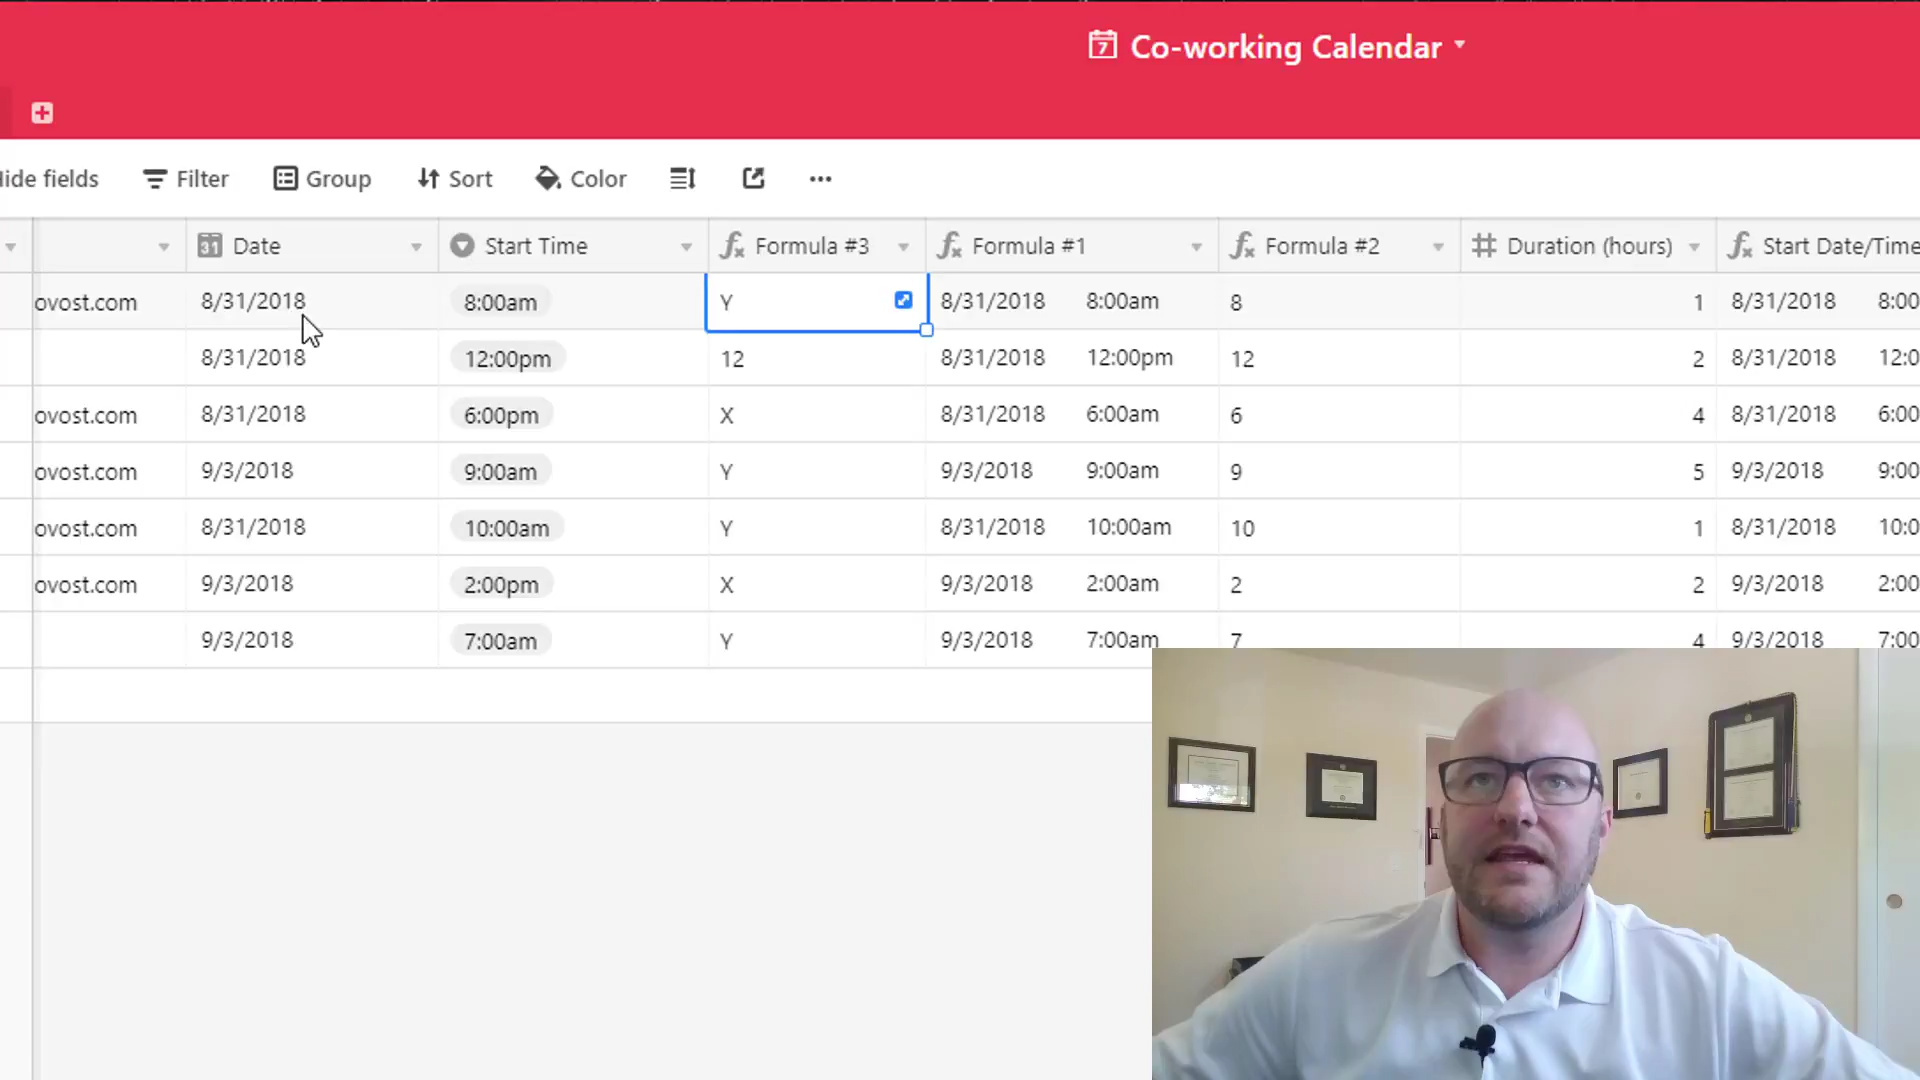 7 Co-working Calendar
ide fields Filter Group Sort Color
31 Date Start Time Formula #3 Formula #1 Formula #2 Duration (hours) Start Date/Time
ovost.com 8/31/2018 8:00am Y 8/31/2018 8:00am 8 1 8/31/2018 8:00
8/31/2018 12:00pm 12 8/31/2018 12:00pm 12 2 8/31/2018 12:0
ovost.com 8/31/2018 6:00pm X 8/31/2018 6:00am 6 4 8/31/2018 6:00
ovost.com 9/3/2018 9:00am Y 9/3/2018 9:00am 9 5 9/3/2018 9:00
ovost.com 8/31/2018 10:00am Y 8/31/2018 10:00am 10 1 8/31/2018 10:0
ovost.com 9/3/2018 2:00pm X 9/3/2018 2:00am 2 2 9/3/2018 2:00
9/3/2018 7:00am Y 9/3/2018 7:00am 7 4 9/3/2018 7:00